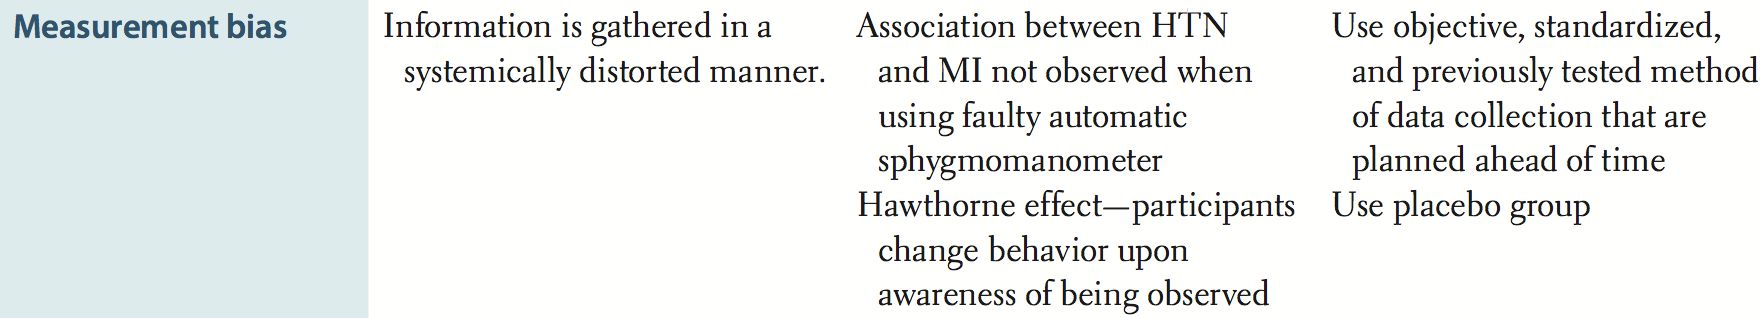 Measurement bias
Information is gathered in a
systemically distorted manner.
Association between HTN
and MI not observed when
using faulty automatic
sphygmomanometer
Hawthorne effect—participants
change behavior upon
awareness of being observed
Use objective, standardized,
and previously tested method
of data collection that are
planned ahead of time
Use placebo group